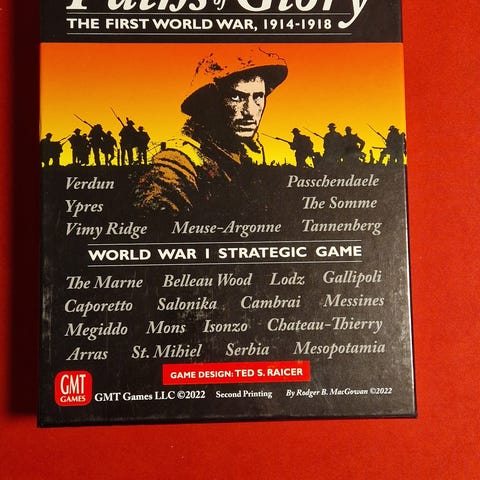 Paths of Glory
THE FIRST WORLD WAR, 1914-1918
Verdun Passchendaele
Ypres The Somme
Vimy Ridge Meuse-Argonne Tannenberg
WORLD WAR 1 STRATEGIC GAME
The Marne Belleau Wood Lodz Gallipoli
Caporetto Salonika Cambrai Messines
Megiddo Mons Isonzo Chateau-Thierry
Arras St. Mihiel Serbia Mesopotamia
GAME DESIGN: TED S. RAICER
GMT
GAMES
GMT Games LLC ©2022 Second Printing By Rodger B. MacGowan ©2022